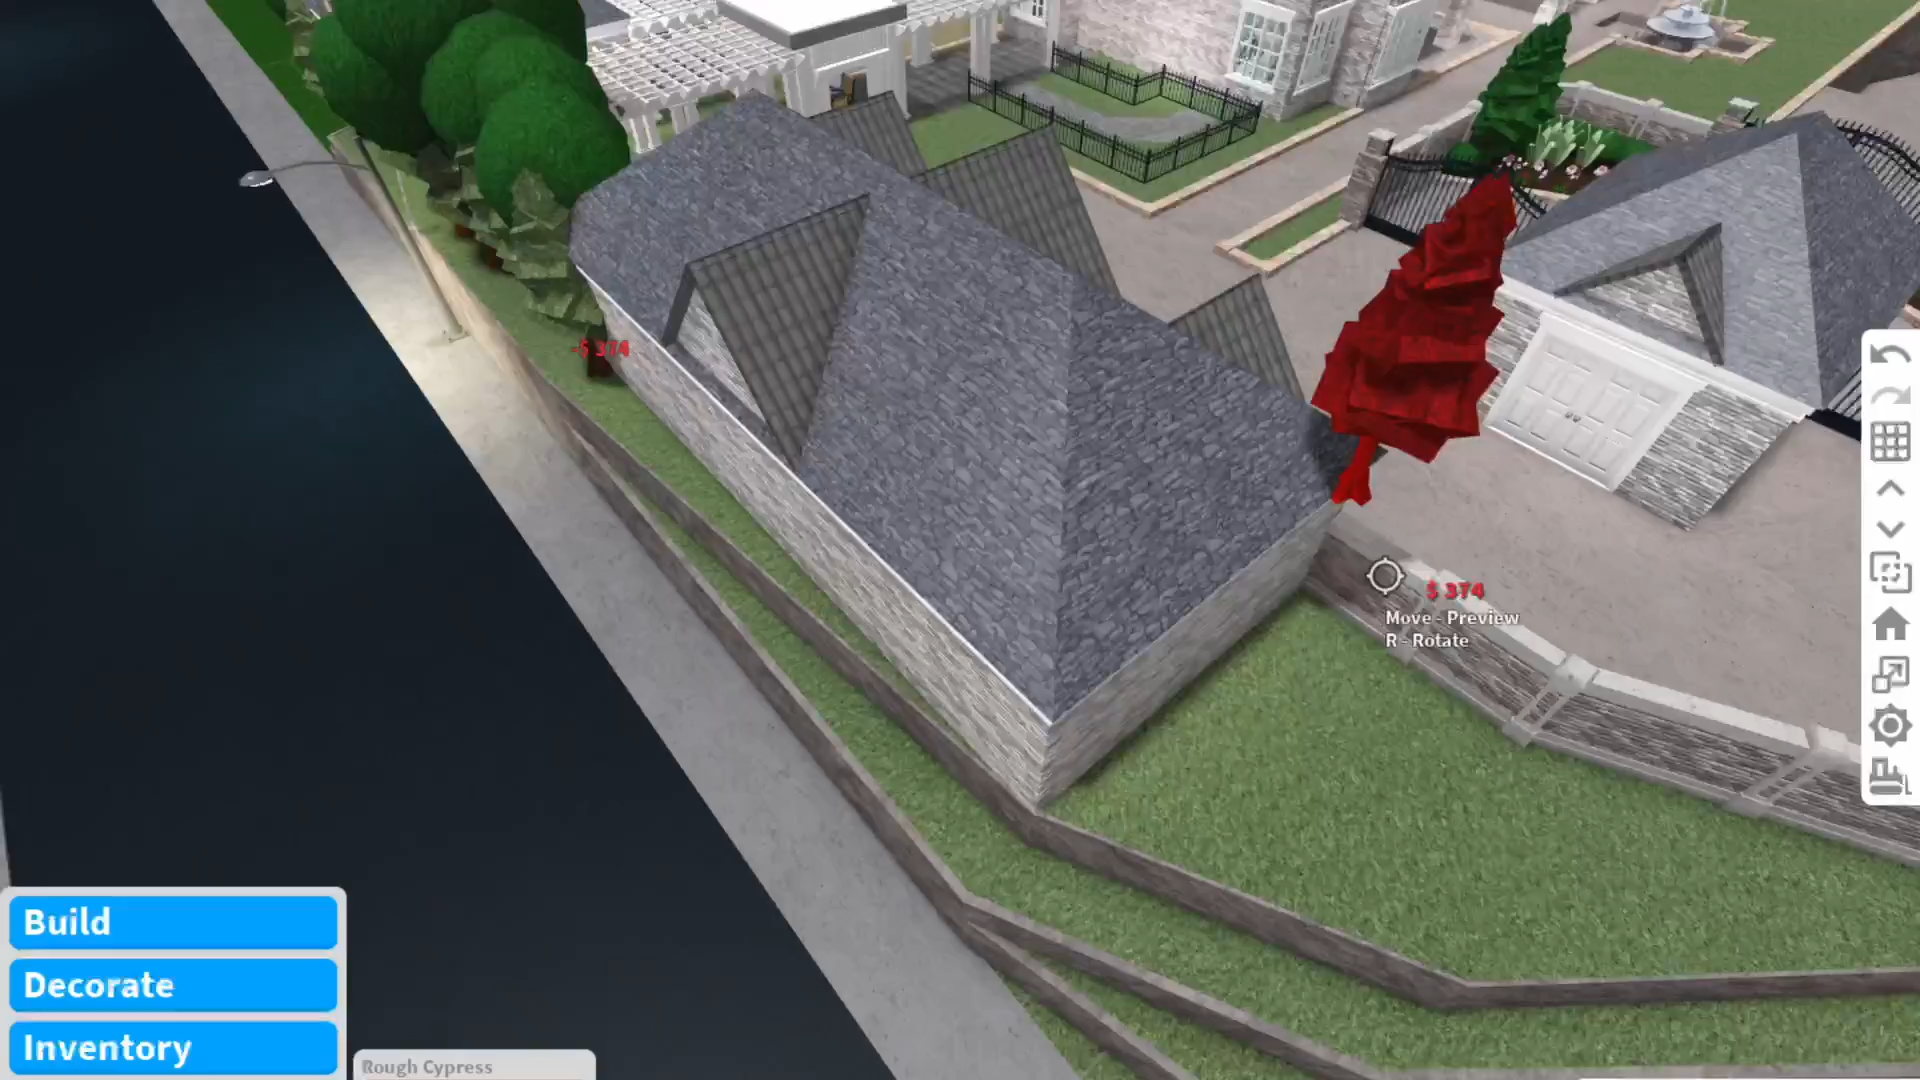 -$ 374
$ 374
Move - Preview
R - Rotate
Build
Decorate
Inventory
Rough Cypress